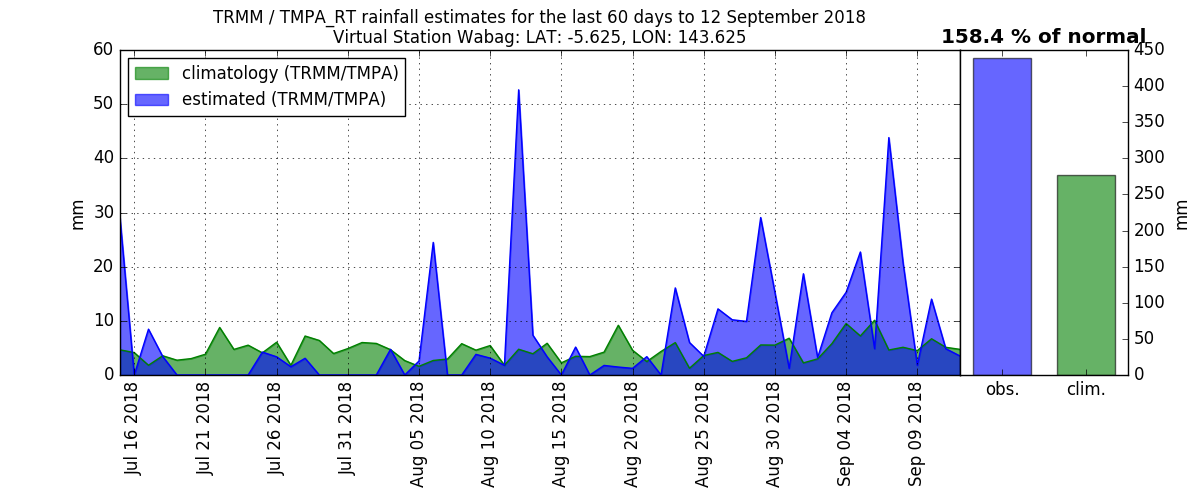 TRMM / TMPA_RT rainfall estimates for the last 60 days to 12 September 2018
Virtual Station Wabag: LAT: -5.625, LON: 143.625
158.4 % of normal
climatology (TRMM/TMPA)
estimated (TRMM/TMPA)
60
50
40
30
20
10
0
mm
Jul 16 2018
Jul 21 2018
Jul 26 2018
Jul 31 2018
Aug 05 2018
Aug 10 2018
Aug 15 2018
Aug 20 2018
Aug 25 2018
Aug 30 2018
Sep 04 2018
Sep 09 2018
obs.
clim.
450
400
350
300
250
200
150
100
50
0
mm